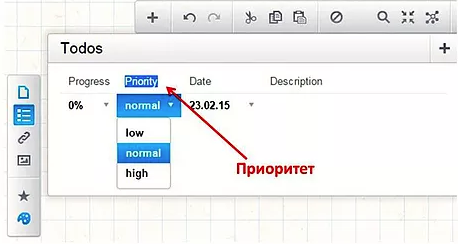 Todos
Progress Priority Date Description
0% normal 23.02.15
low
normal
high
Приоритет